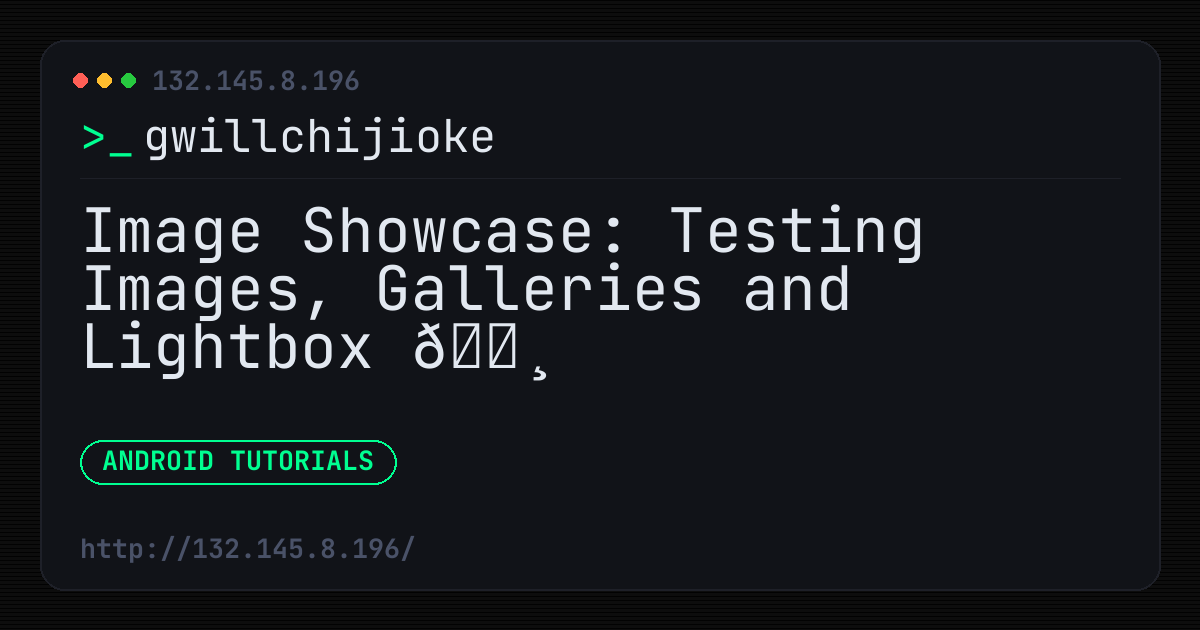 132.145.8.196
>_ gwillchijioke
Image Showcase: Testing
Images, Galleries and
Lightbox ð▯▯¸
ANDROID TUTORIALS
http://132.145.8.196/